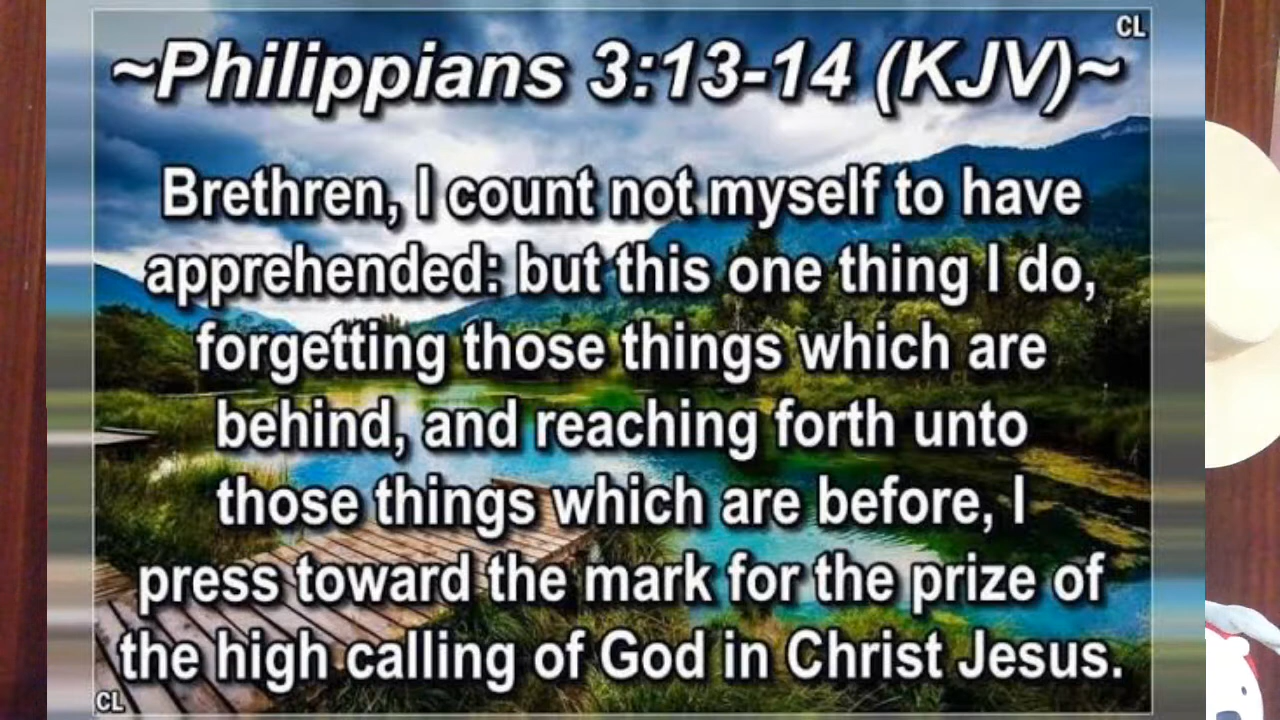 CL
~Philippians 3:13-14 (KJV)~
Brethren, I count not myself to have
apprehended: but this one thing I do,
forgetting those things which are
behind, and reaching forth unto
those things which are before, I
press toward the mark for the prize of
the high calling of God in Christ Jesus.
CL